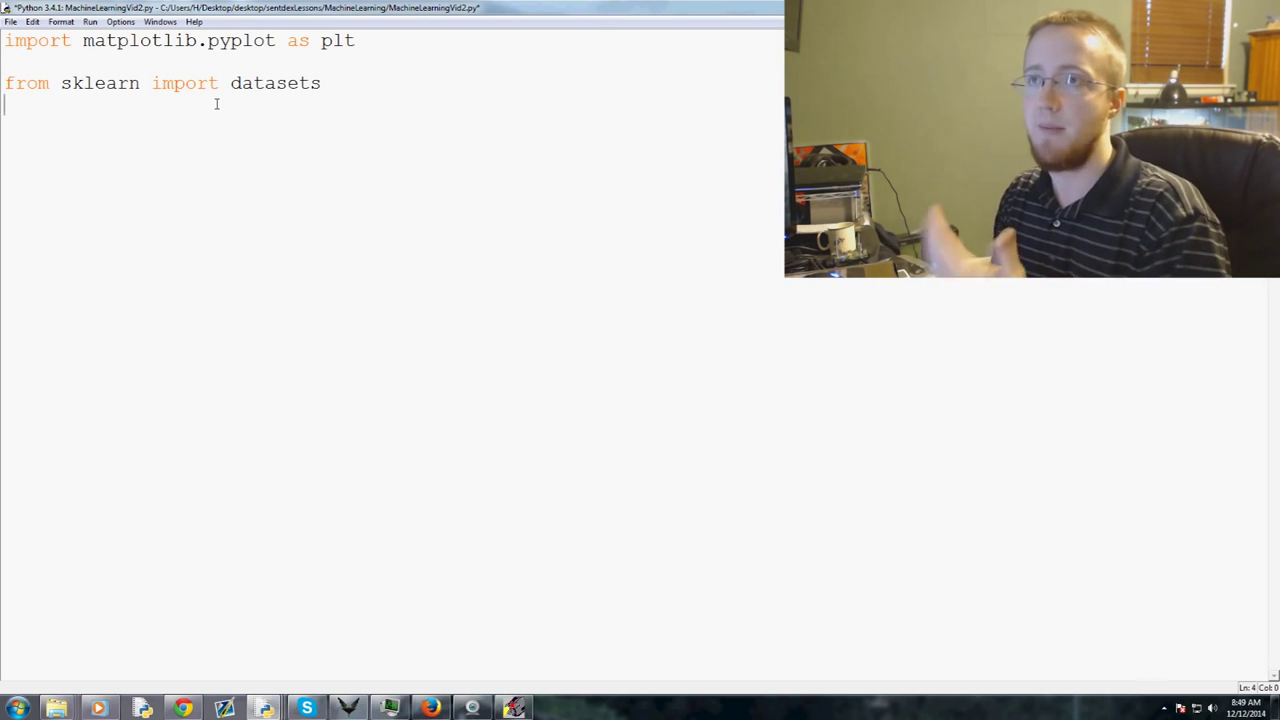 *Python 3.4.1: MachineLearningVid2.py - C:/Users/H/Desktop/desktop/sentdexLessons/MachineLearning/MachineLearningVid2.py*
File Edit Format Run Options Windows Help
import matplotlib.pyplot as plt
from sklearn import datasets
Ln: 4 Col: 0
8:49 AM
12/12/2014